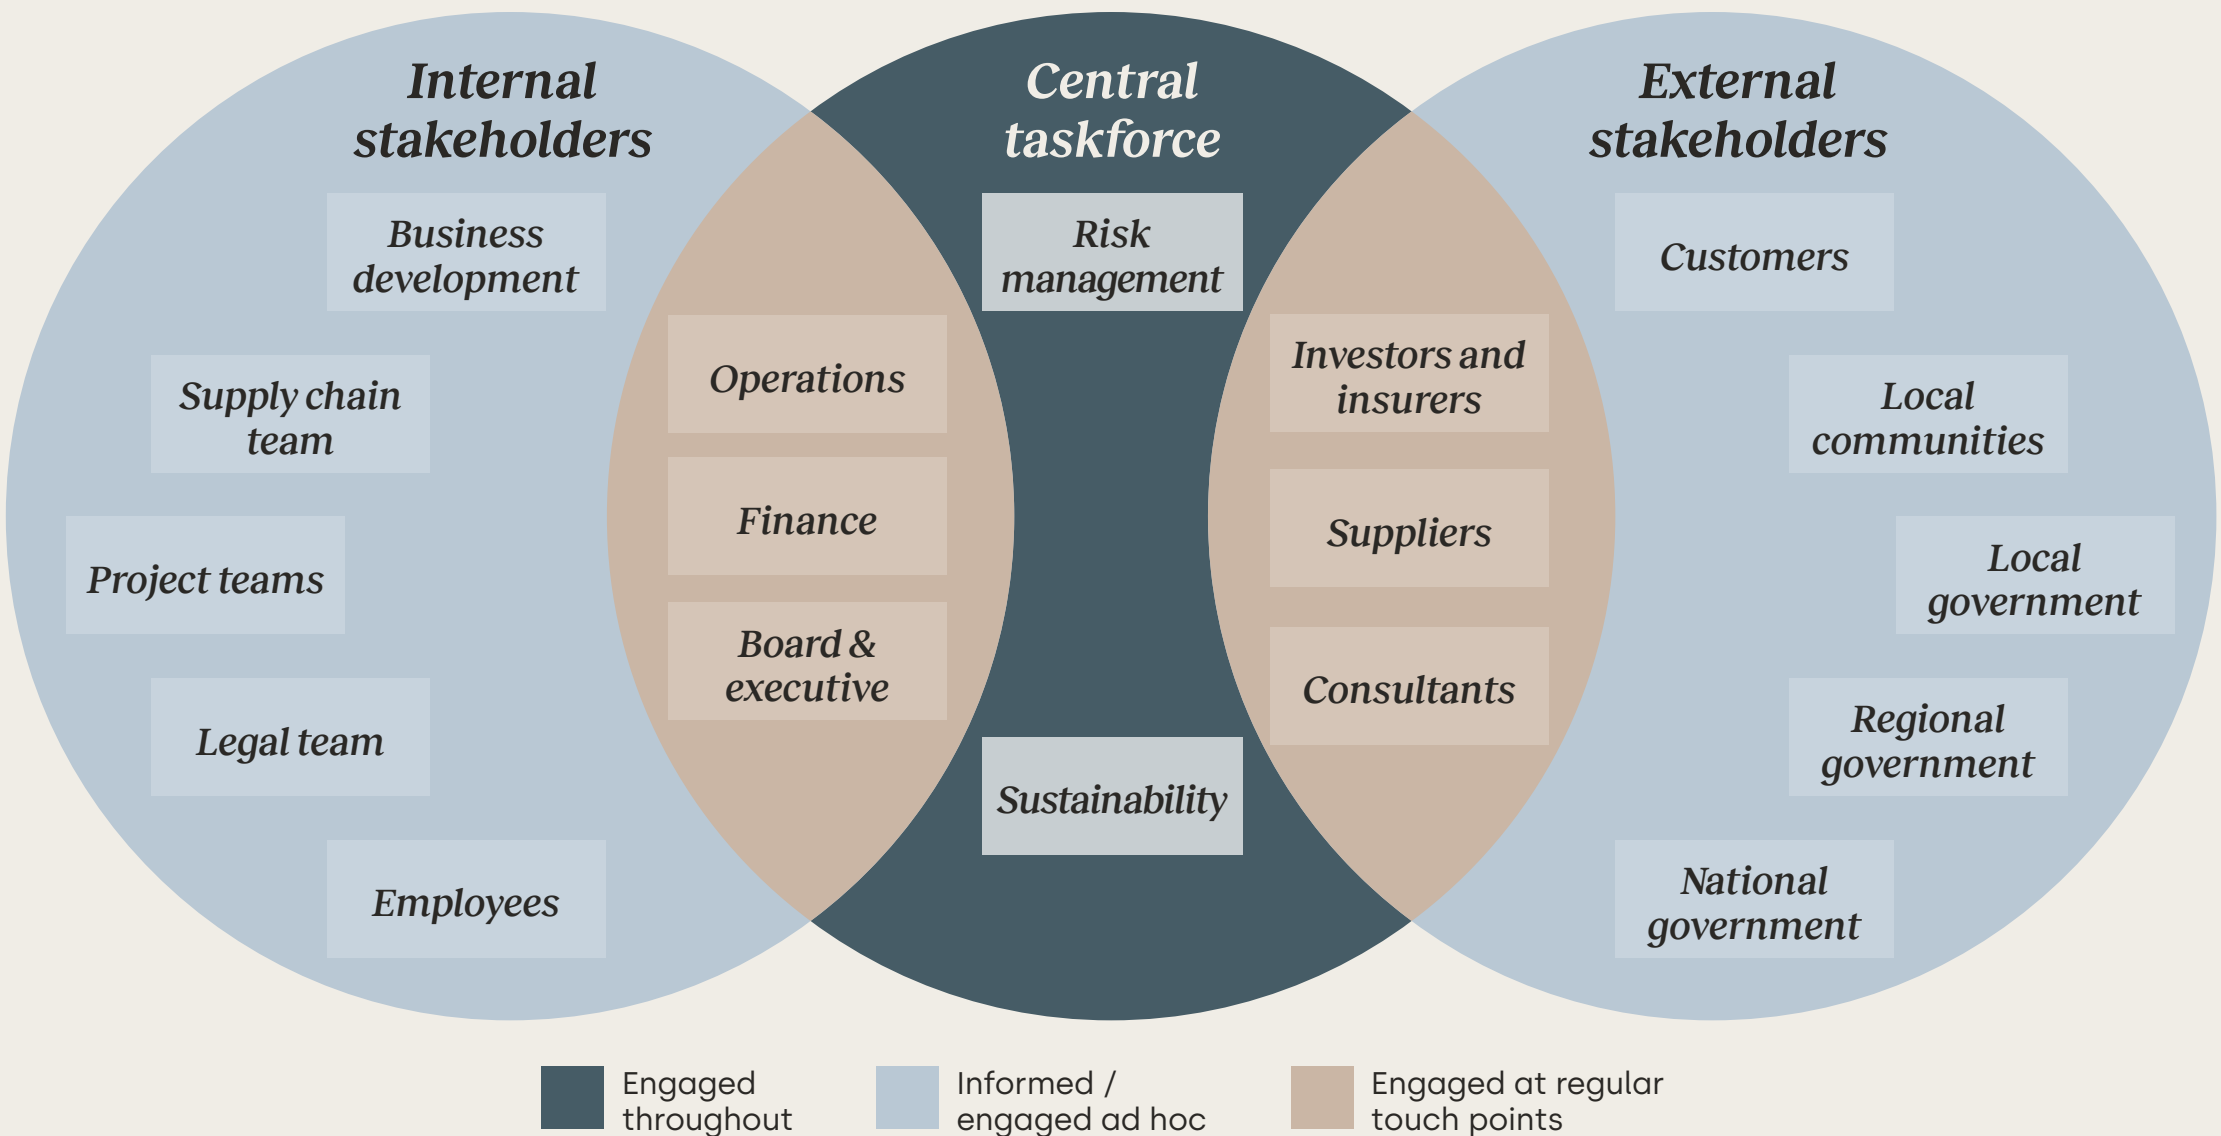 Internal
stakeholders
Business
development
Supply chain
team
Project teams
Legal team
Employees
Operations
Finance
Board &
executive
Central
taskforce
Risk
management
Sustainability
Investors and
insurers
Suppliers
Consultants
External
stakeholders
Customers
Local
communities
Local
government
Regional
government
National
government
Engaged
throughout
Informed /
engaged ad hoc
Engaged at regular
touch points